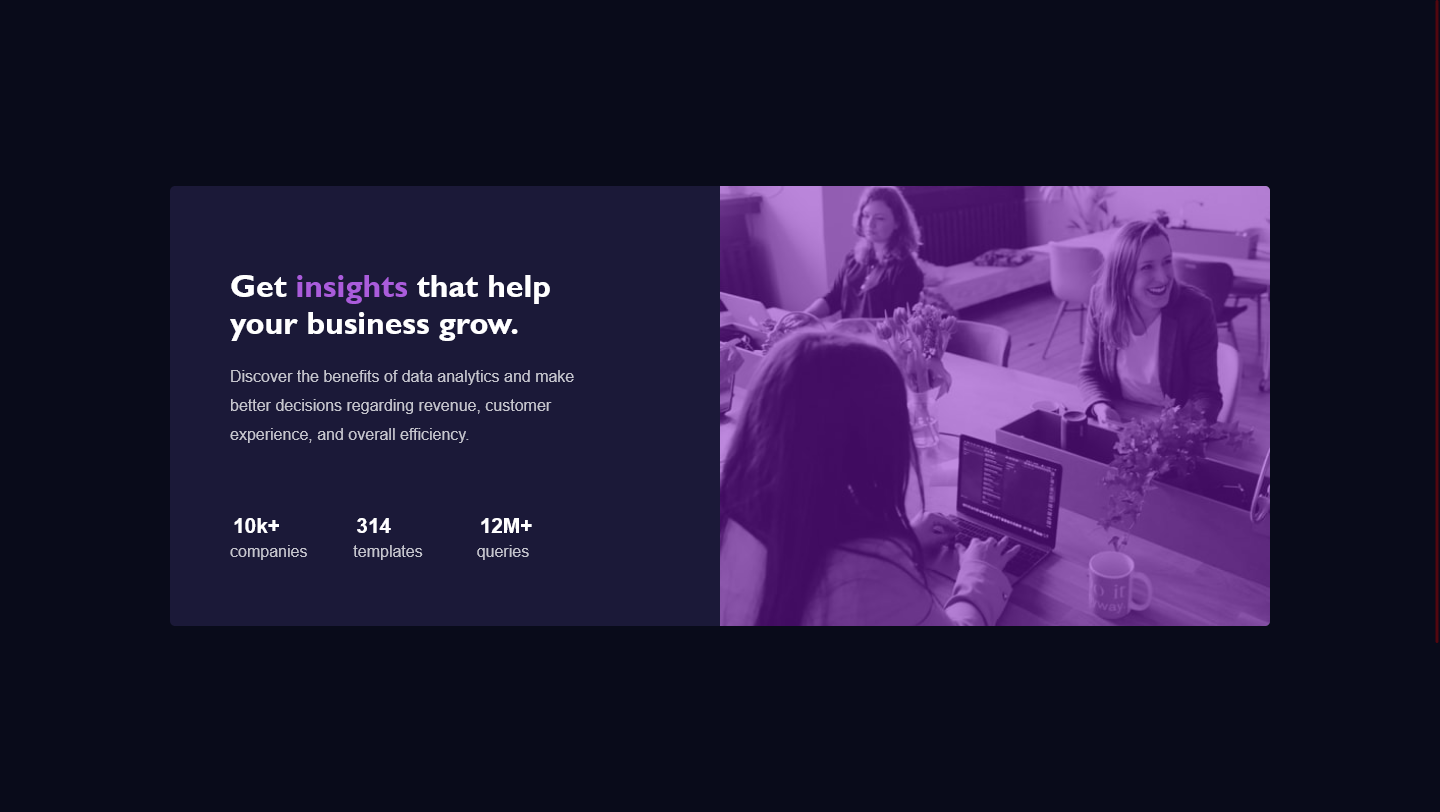 Get insights that help
your business grow.
Discover the benefits of data analytics and make
better decisions regarding revenue, customer
experience, and overall efficiency.
10k+ 314 12M+
companies templates queries